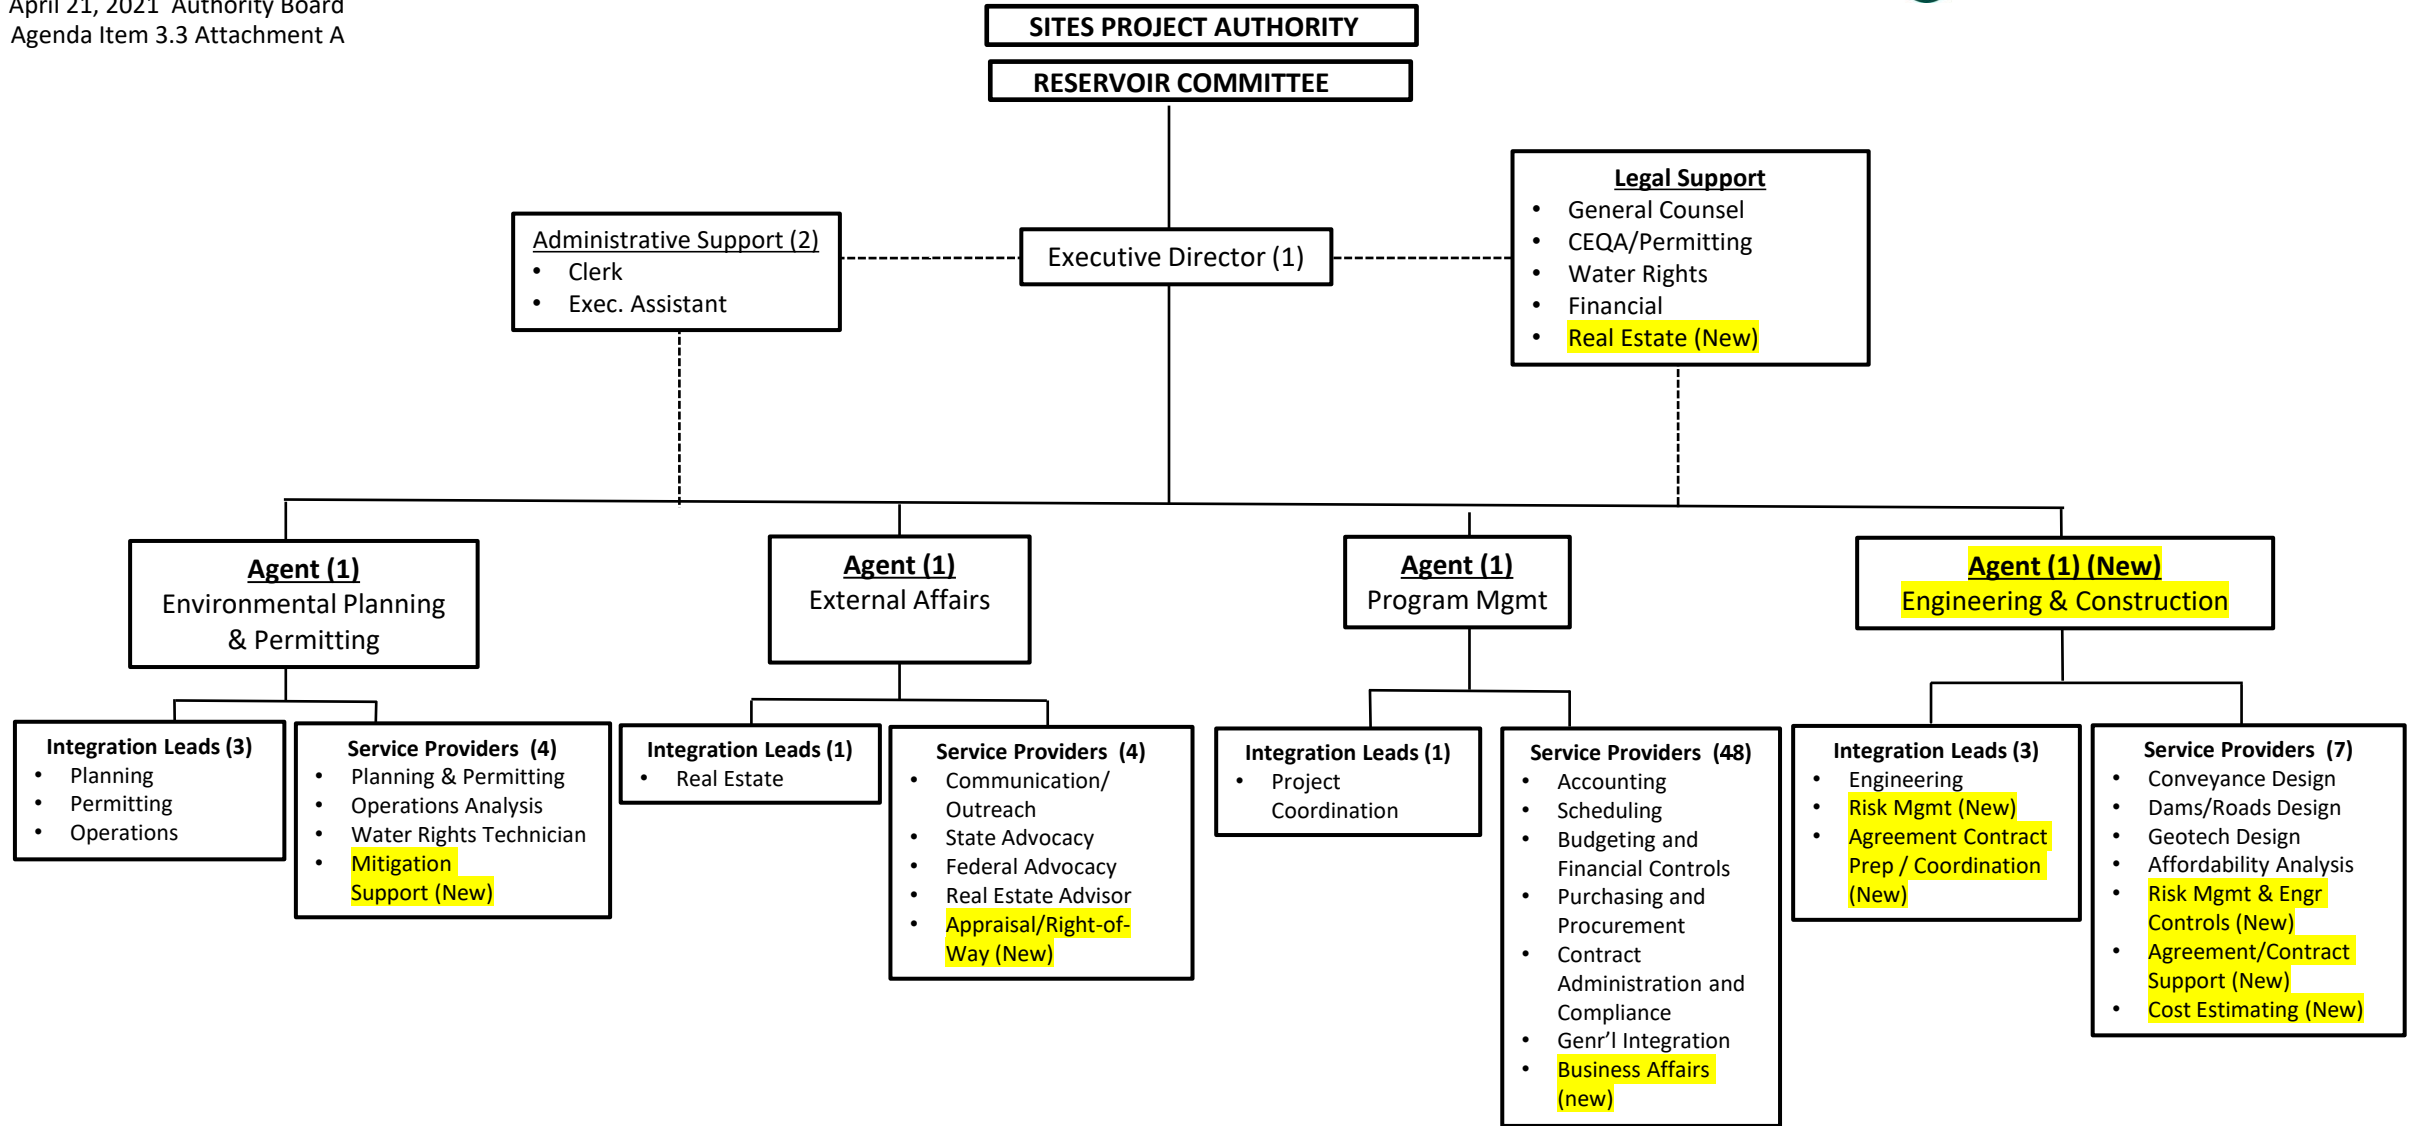 April 21, 2021 Authority Board
Agenda Item 3.3 Attachment A
SITES PROJECT AUTHORITY
RESERVOIR COMMITTEE
Administrative Support (2)
• Clerk
• Exec. Assistant
Executive Director (1)
Legal Support
• General Counsel
• CEQA/Permitting
• Water Rights
• Financial
• Real Estate (New)
Agent (1)
Environmental Planning
& Permitting
Agent (1)
External Affairs
Agent (1)
Program Mgmt
Agent (1) (New)
Engineering & Construction
Integration Leads (3)
• Planning
• Permitting
• Operations
Service Providers (4)
• Planning & Permitting
• Operations Analysis
• Water Rights Technician
• Mitigation
Support (New)
Integration Leads (1)
• Real Estate
Service Providers (4)
• Communication/
Outreach
• State Advocacy
• Federal Advocacy
• Real Estate Advisor
• Appraisal/Right-of-
Way (New)
Integration Leads (1)
• Project
Coordination
Service Providers (48)
• Accounting
• Scheduling
• Budgeting and
Financial Controls
• Purchasing and
Procurement
• Contract
Administration and
Compliance
• Genr’l Integration
• Business Affairs
(new)
Integration Leads (3)
• Engineering
• Risk Mgmt (New)
• Agreement Contract
Prep / Coordination
(New)
Service Providers (7)
• Conveyance Design
• Dams/Roads Design
• Geotech Design
• Affordability Analysis
• Risk Mgmt & Engr
Controls (New)
• Agreement/Contract
Support (New)
• Cost Estimating (New)